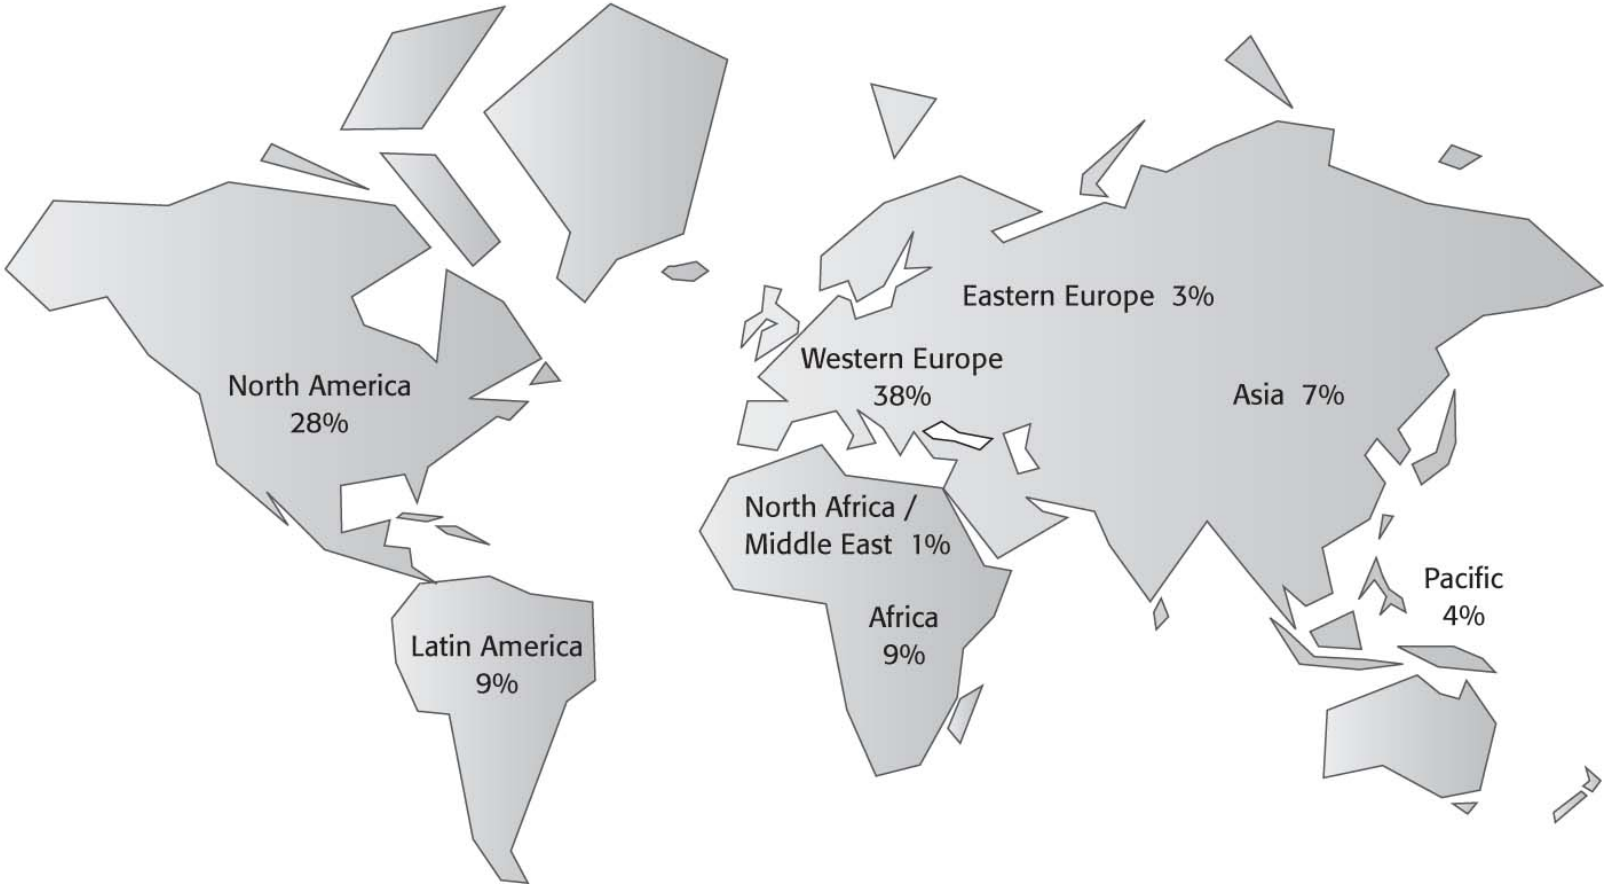 Eastern Europe 3%
Western Europe
38%
North America
28%
Asia 7%
North Africa /
Middle East 1%
Pacific
4%
Africa
9%
Latin America
9%